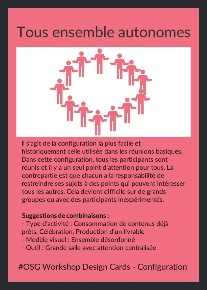 Tous ensemble autonomes
Il s'agit de la configuration la plus facile et
historiquement celle utilisée dans les réunions basiques.
Dans cette configuration, tous les participants sont
réunis et il y a un seul point d'attention pour tous. La
contrepartie est que chacun a la responsabilité de
restreindre ses sujets à des points qui peuvent intéresser
tous les autres. Cela devient difficile sur de grands
groupes ou avec des participants inexpérimentés.
Suggestions de combinaisons :
- Type d'activité : Consommation de contenus déjà
prêts, Célébration, Production d'un livrable
- Modèle visuel : Ensemble désordonné
- Outil : Grande salle avec attention centralisée
#OSG Workshop Design Cards - Configuration